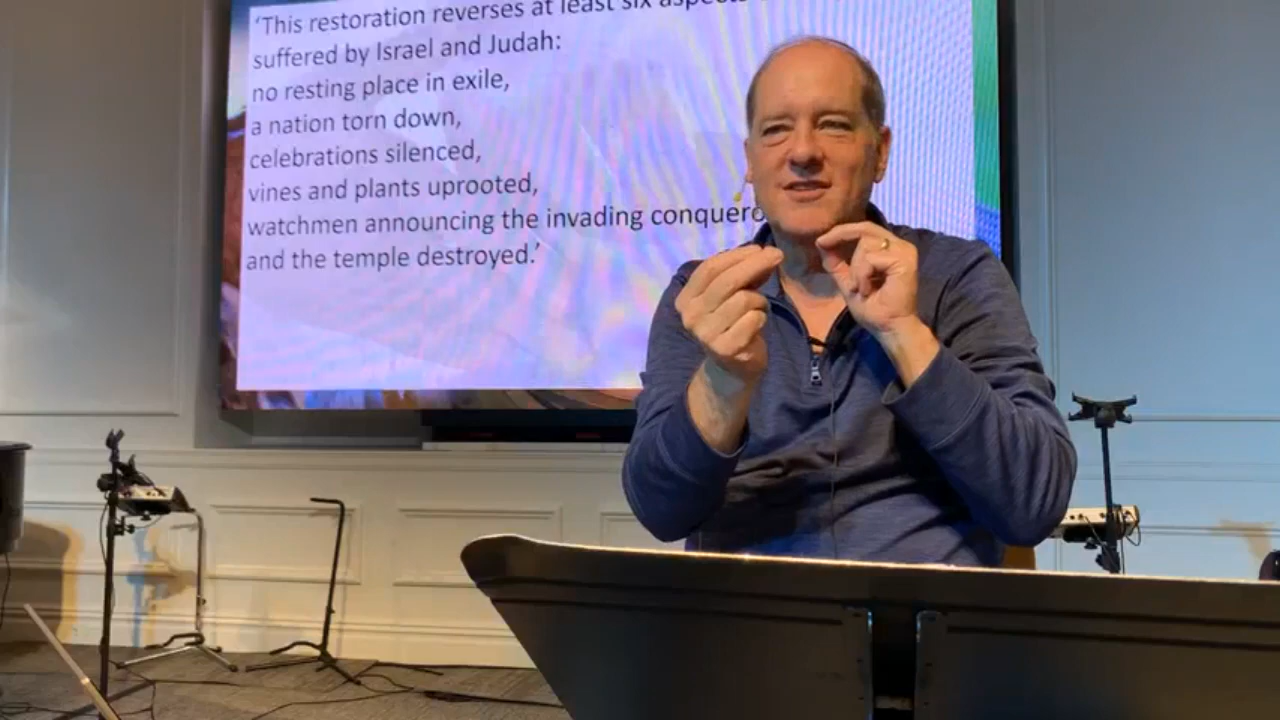 ‘This restoration reverses at least six aspects
suffered by Israel and Judah:
no resting place in exile,
a nation torn down,
celebrations silenced,
vines and plants uprooted,
watchmen announcing the invading
and the temple destroyed.’